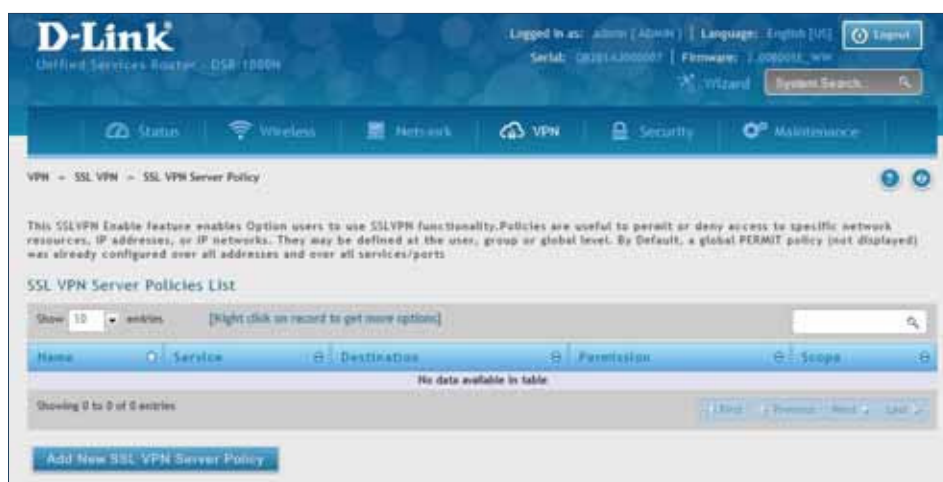 D-Link
Unified Services Router - DSR-1000N
Logged in as: admin [ADMIN] | Language: English [US]
Logout
Serial: | Firmware:
Wizard
System Search..
Status
Wireless
Network
VPN
Security
Maintenance
VPN
SSL VPN
SSL VPN Server Policy
This SSLVPN Enable feature enables Option users to use SSLVPN functionality.Policies are useful to permit or deny access to specific network
resources, IP addresses, or IP networks. They may be defined at the user, group or global level. By Default, a global PERMIT policy (not displayed)
was already configured over all addresses and over all services/ports
SSL VPN Server Policies List
Show 10 entries
[Right click on record to get more options]
Name
Service
Destination
Permission
Scope
No data available in table
Showing 0 to 0 of 0 entries
First
Previous
Next
Last
Add New SSL VPN Server Policy